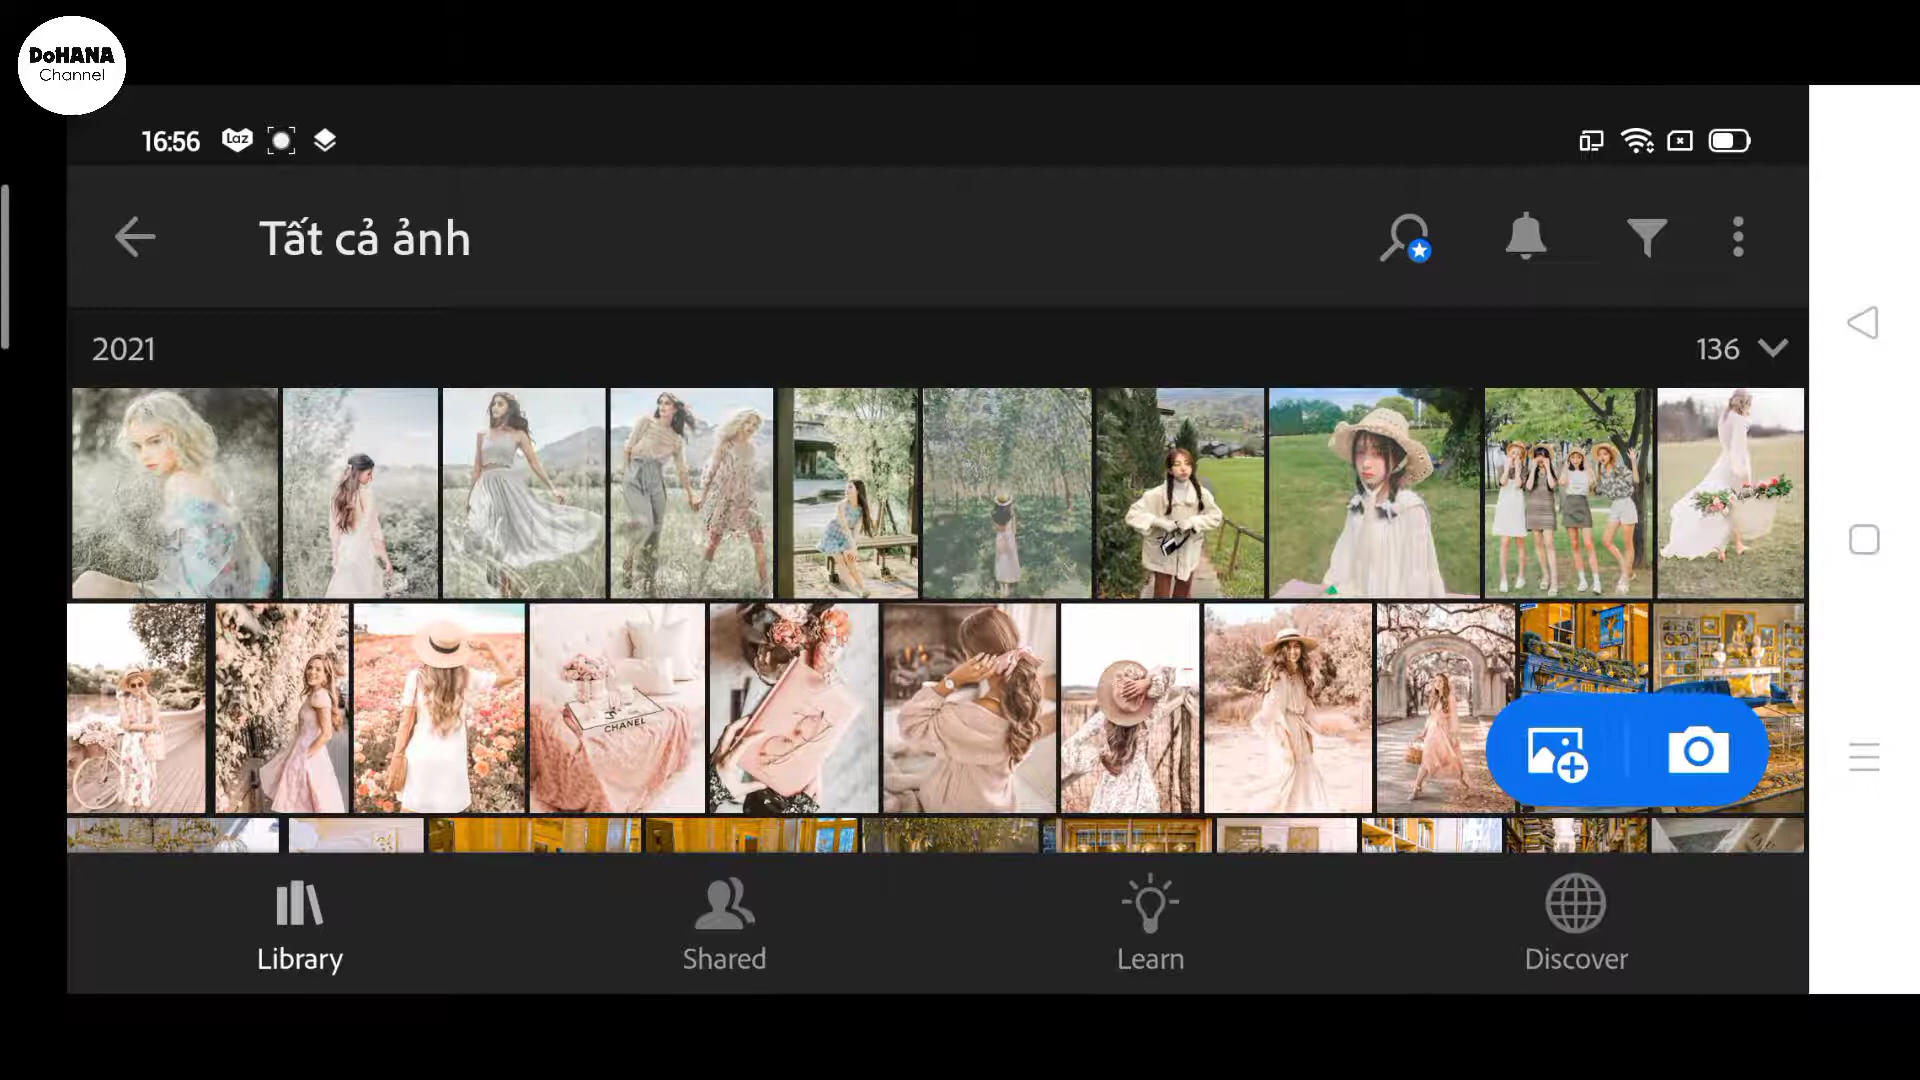 DoHANA
Channel
16:56
Laz
Tất cả ảnh
2021
136
CHANEL
Library
Shared
Learn
Discover